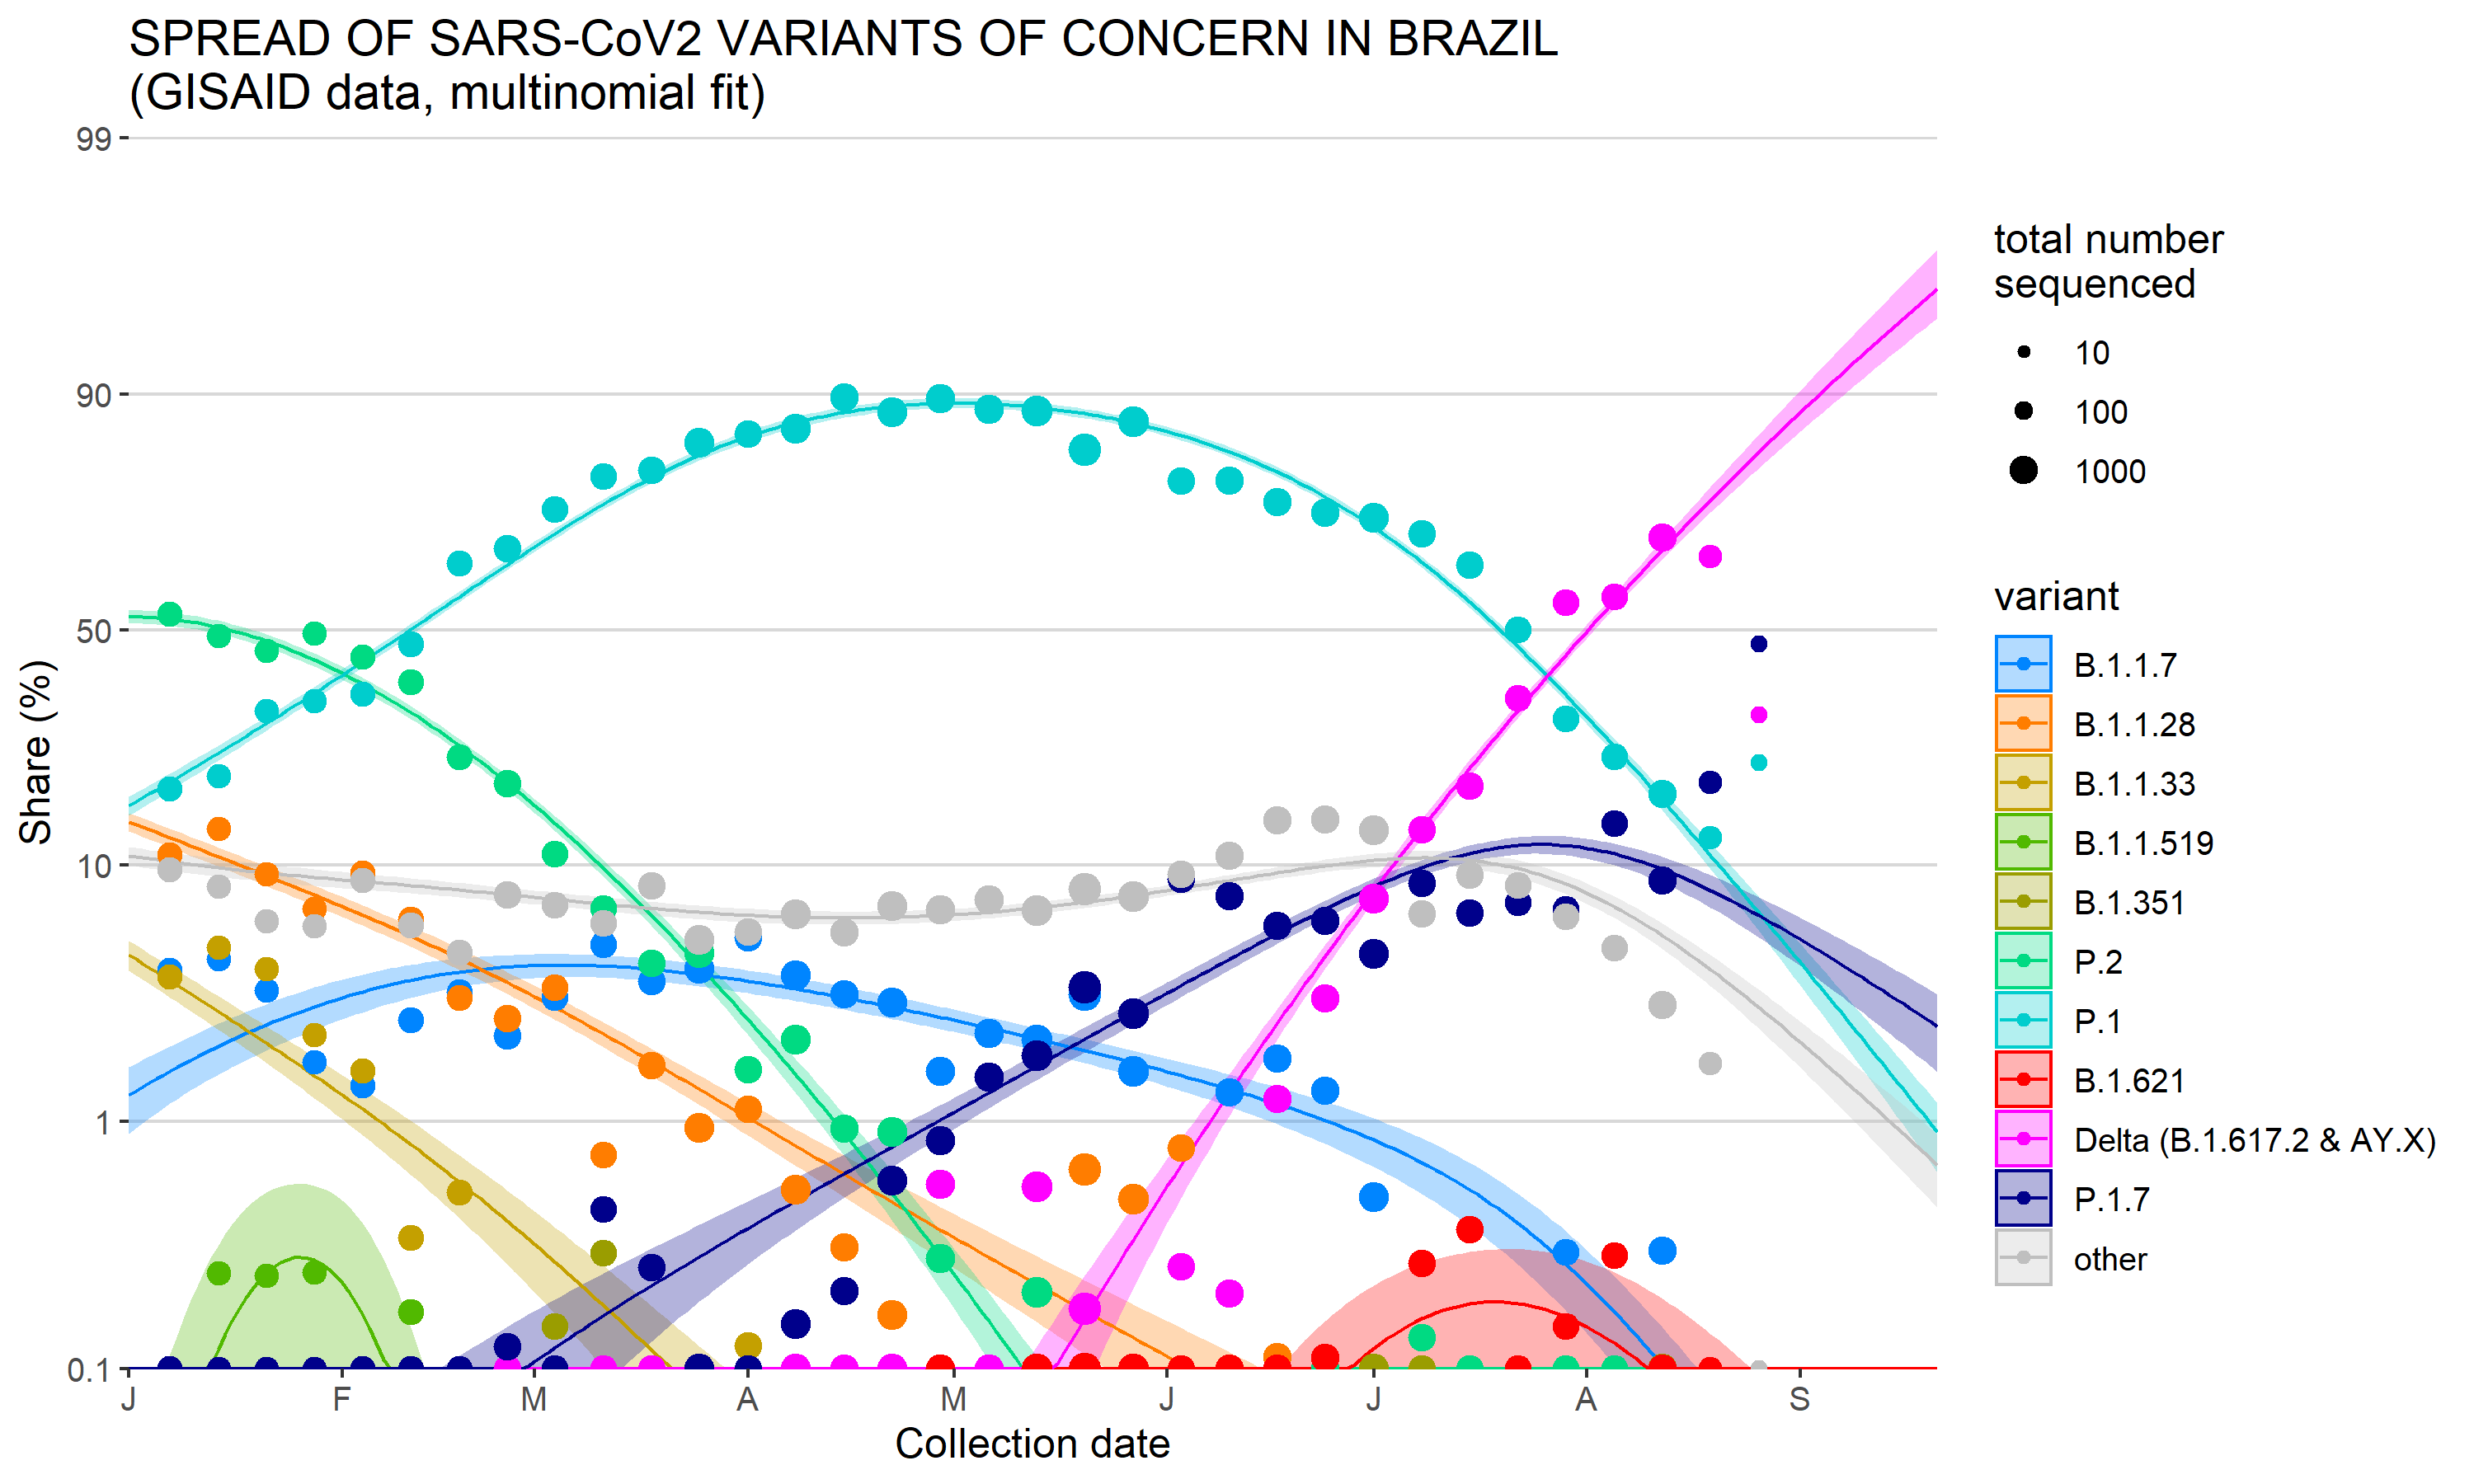 SPREAD OF SARS-CoV2 VARIANTS OF CONCERN IN BRAZIL
(GISAID data, multinomial fit)
Share (%)
99
90
50
10
1
0.1
J F M A M J J A S
Collection date
total number
sequenced
10
100
1000
variant
B.1.1.7
B.1.1.28
B.1.1.33
B.1.1.519
B.1.351
P.2
P.1
B.1.621
Delta (B.1.617.2 & AY.X)
P.1.7
other